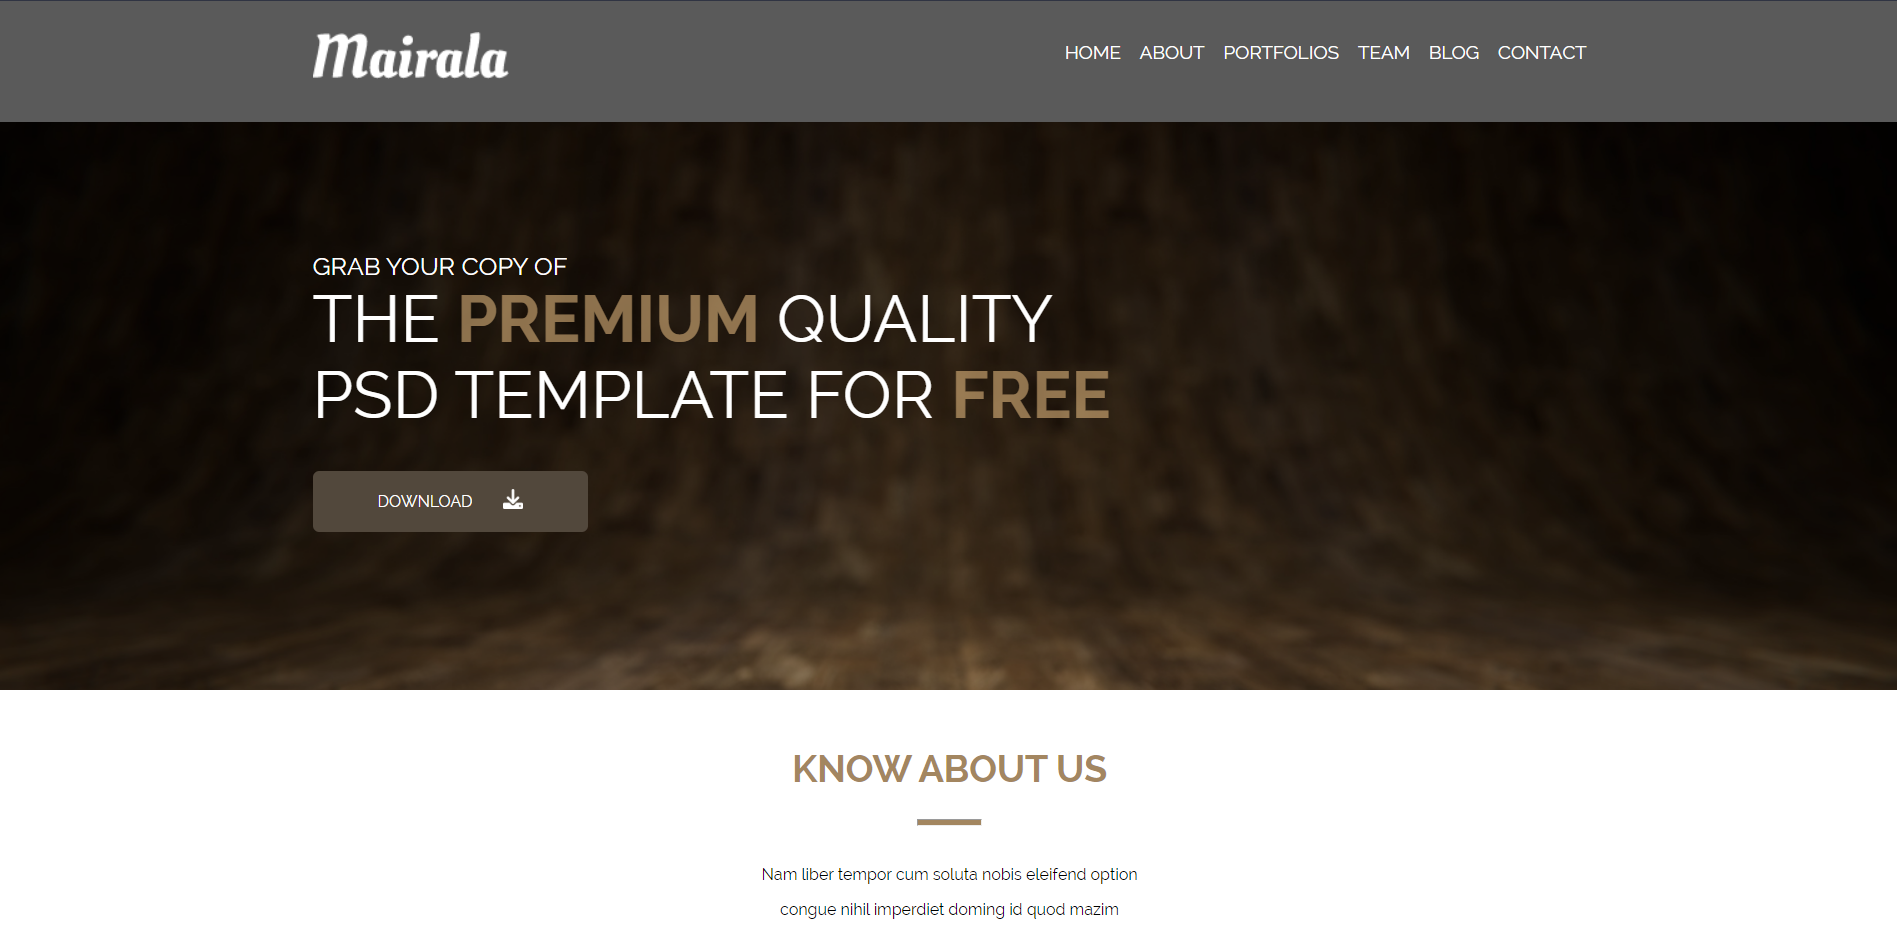 Mairala
HOME ABOUT PORTFOLIOS TEAM BLOG CONTACT
GRAB YOUR COPY OF
THE PREMIUM QUALITY
PSD TEMPLATE FOR FREE
DOWNLOAD
KNOW ABOUT US
Nam liber tempor cum soluta nobis eleifend option
congue nihil imperdiet doming id quod mazim